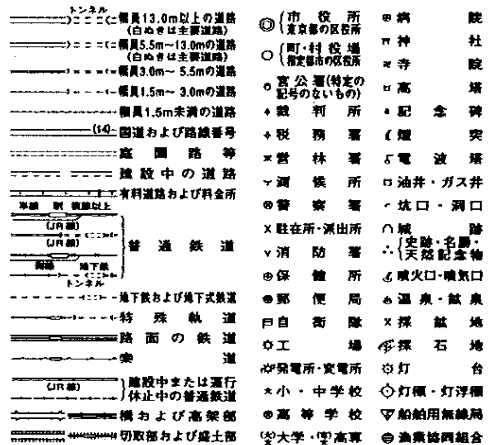 トンネル
幅員13.0m以上の道路
(白ぬきは主要道路)
幅員5.5m〜13.0mの道路
(白ぬきは主要道路)
幅員3.0m〜5.5mの道路
幅員1.5m〜3.0mの道路
幅員1.5m未満の道路
(14) 国道および路線番号
庭園路等
建設中の道路
有料道路および料金所
単線 駅 複線以上
(JR線)
(JR線)
普通鉄道
側線 地下鉄
トンネル
地下鉄および地下式鉄道
特殊軌道
路面の鉄道
索道
(JR線)
建設中または運行
休止中の普通鉄道
橋および高架部
切取部および盛土部
市役所
東京都の区役所
町・村役場
指定都市の区役所
官公署(特定の
記号のないもの)
裁判所
税務署
営林署
測候所
警察署
駐在所・派出所
消防署
保健所
郵便局
自衛隊
工場
発電所・変電所
小・中学校
高等学校
(大)大学・(専)高専
病院
神社
寺院
高塔
記念碑
煙突
電波塔
油井・ガス井
坑口・洞口
城跡
史跡・名勝・
天然記念物
噴火口・噴気口
温泉・鉱泉
採鉱地
採石地
灯台
灯標・灯浮標
船舶用無線局
漁業協同組合